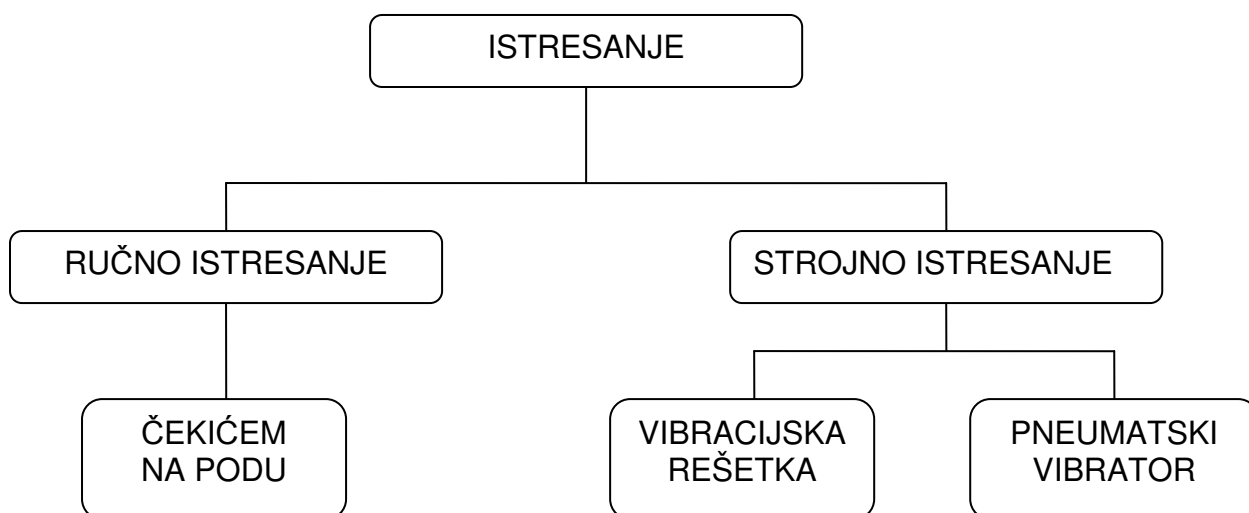 ISTRESANJE
RUČNO ISTRESANJE
STROJNO ISTRESANJE
ČEKIĆEM
NA PODU
VIBRACIJSKA
REŠETKA
PNEUMATSKI
VIBRATOR